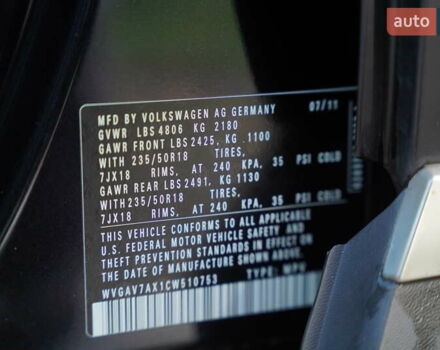 auto
MFD BY VOLKSWAGEN AG GERMANY 07/11
GVWR LBS 4806 KG 2180
GAWR FRONT LBS 2425, KG .1100
WITH 235/50R18 TIRES,
7JX18 RIMS, AT 240 KPA, 35 PSI COLD
GAWR REAR LBS 2491, KG 1130
WITH 235/50R18 TIRES,
7JX18 RIMS, AT 240 KPA, 35 PSI COLD
THIS VEHICLE CONFORMS TO ALL APPLICABLE
U.S. FEDERAL MOTOR VEHICLE SAFETY AND
THEFT PREVENTION STANDARDS IN EFFECT ON
THE DATE OF MANUFACTURE SHOWN ABOVE.
WVGAV7AX1CW510753 TYPE: MPV